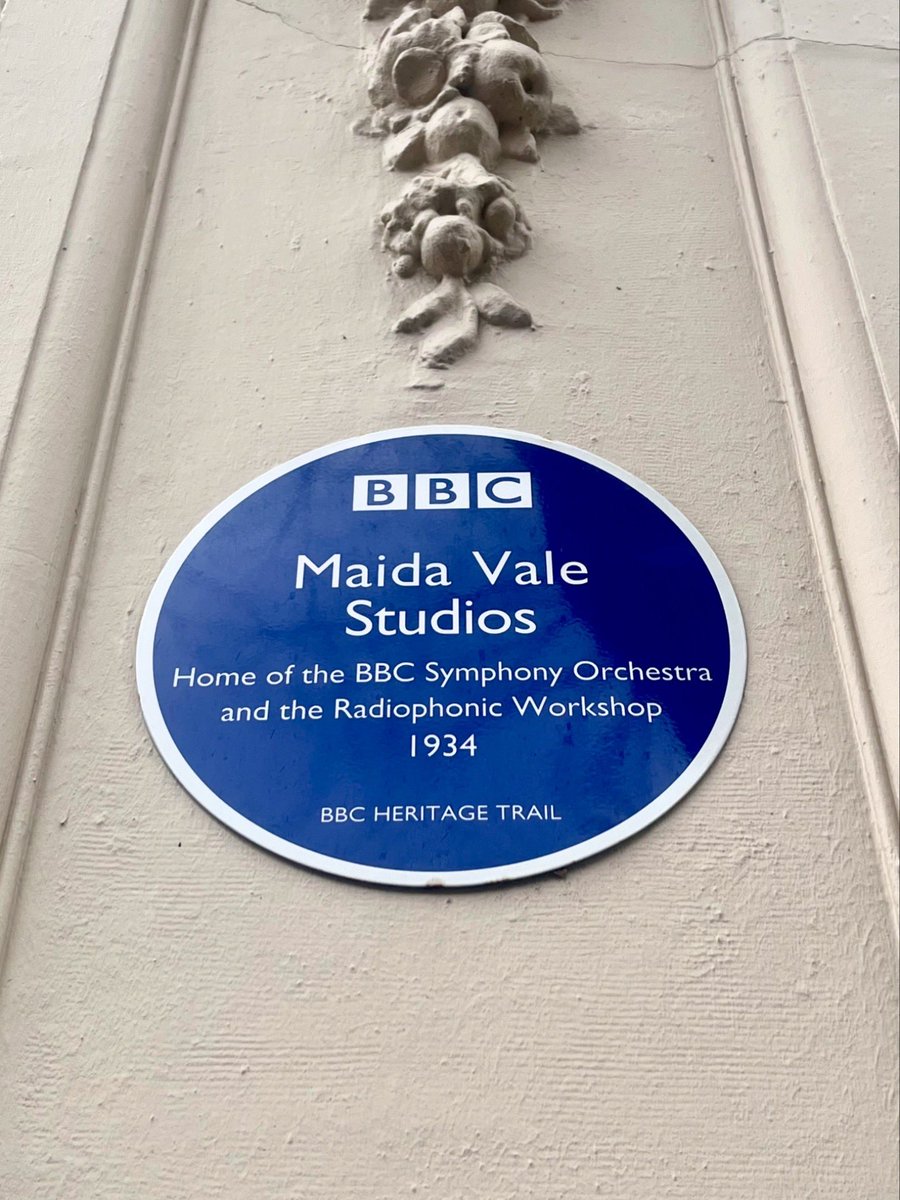 BBC
Maida Vale
Studios
Home of the BBC Symphony Orchestra
and the Radiophonic Workshop
1934
BBC HERITAGE TRAIL